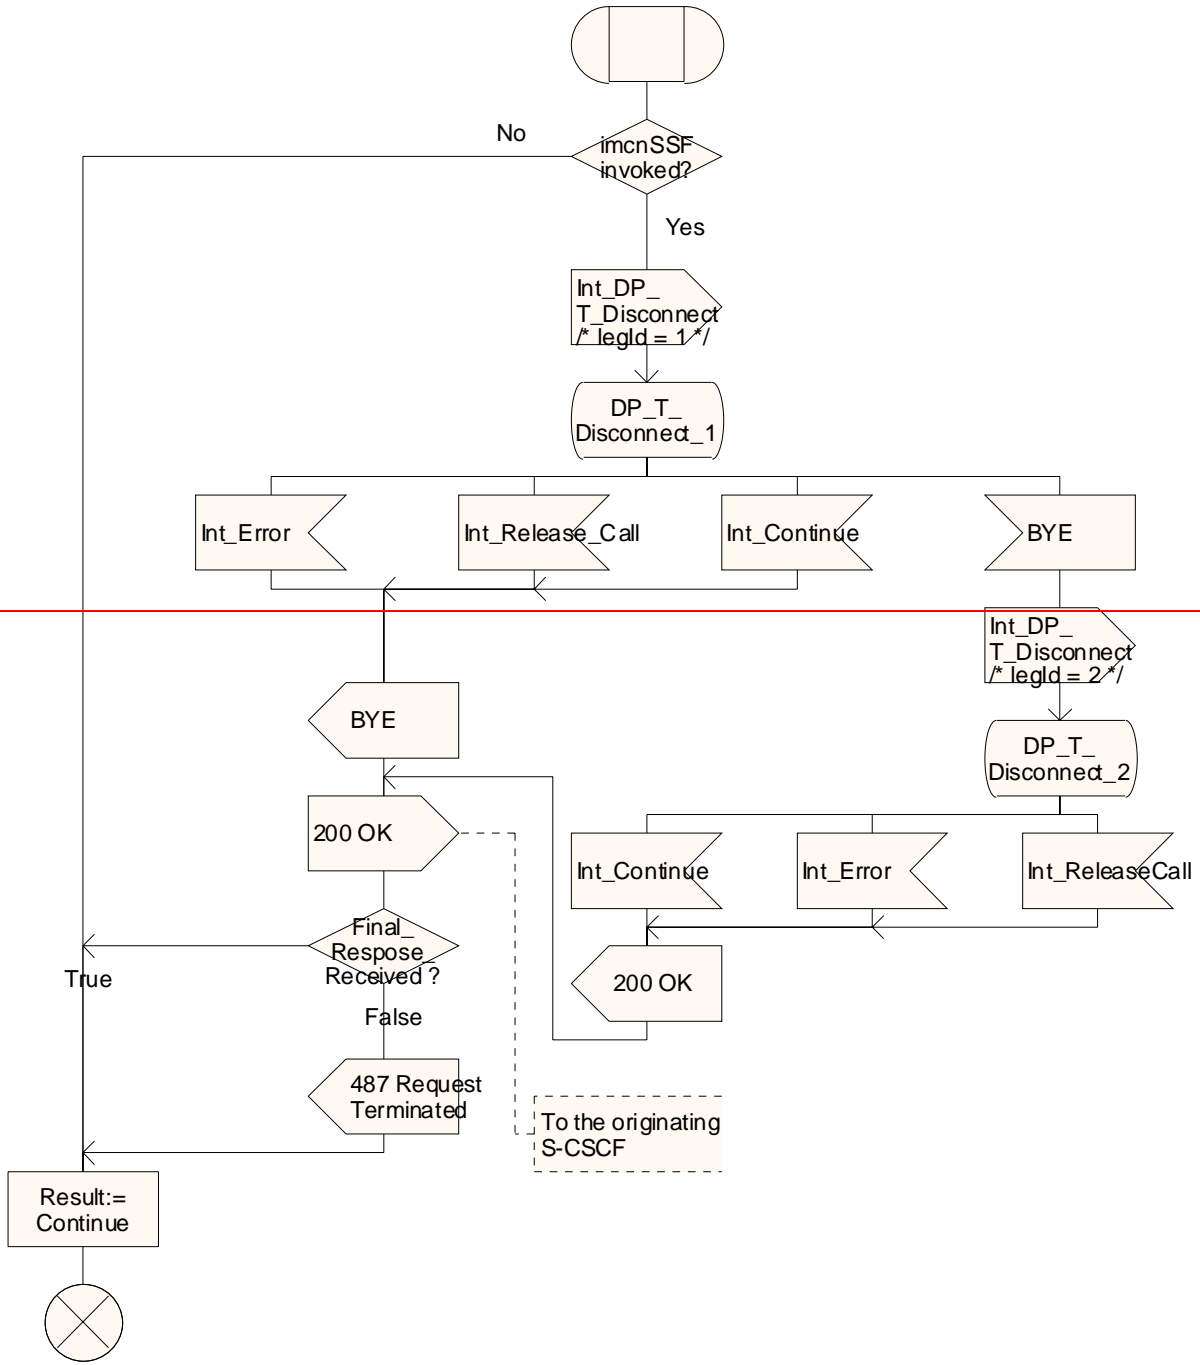 No
imcnSSF
invoked?
Yes
Int_DP_
T_Disconnect
/* legId = 1 */
DP_T_
Disconnect_1
Int_Error
Int_Release_Call
Int_Continue
BYE
Int_DP_
T_Disconnect
/* legId = 2 */
BYE
DP_T_
Disconnect_2
200 OK
Int_Continue
Int_Error
Int_ReleaseCall
Final_
Respose_
Received ?
True
200 OK
False
487 Request
Terminated
To the originating
S-CSCF
Result:=
Continue